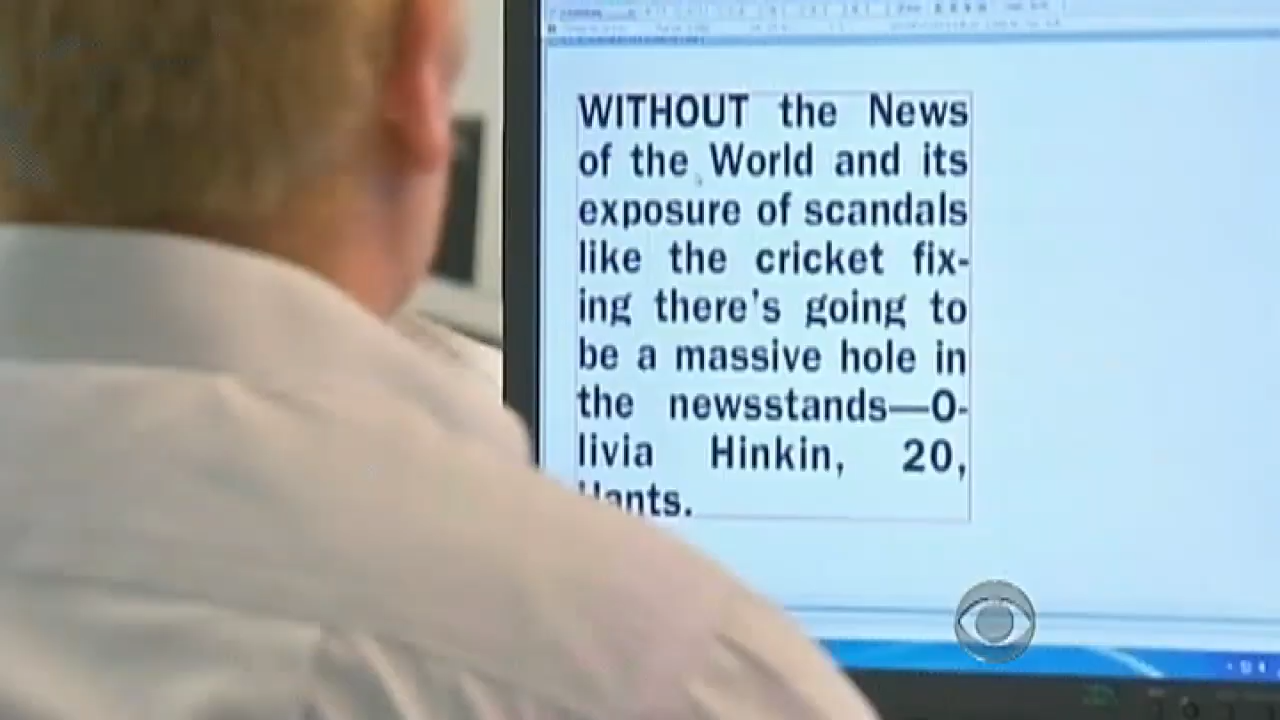 WITHOUT the News
of the World and its
exposure of scandals
like the cricket fix-
ing there's going to
be a massive hole in
the newsstands—O-
livia Hinkin, 20,
Hants.